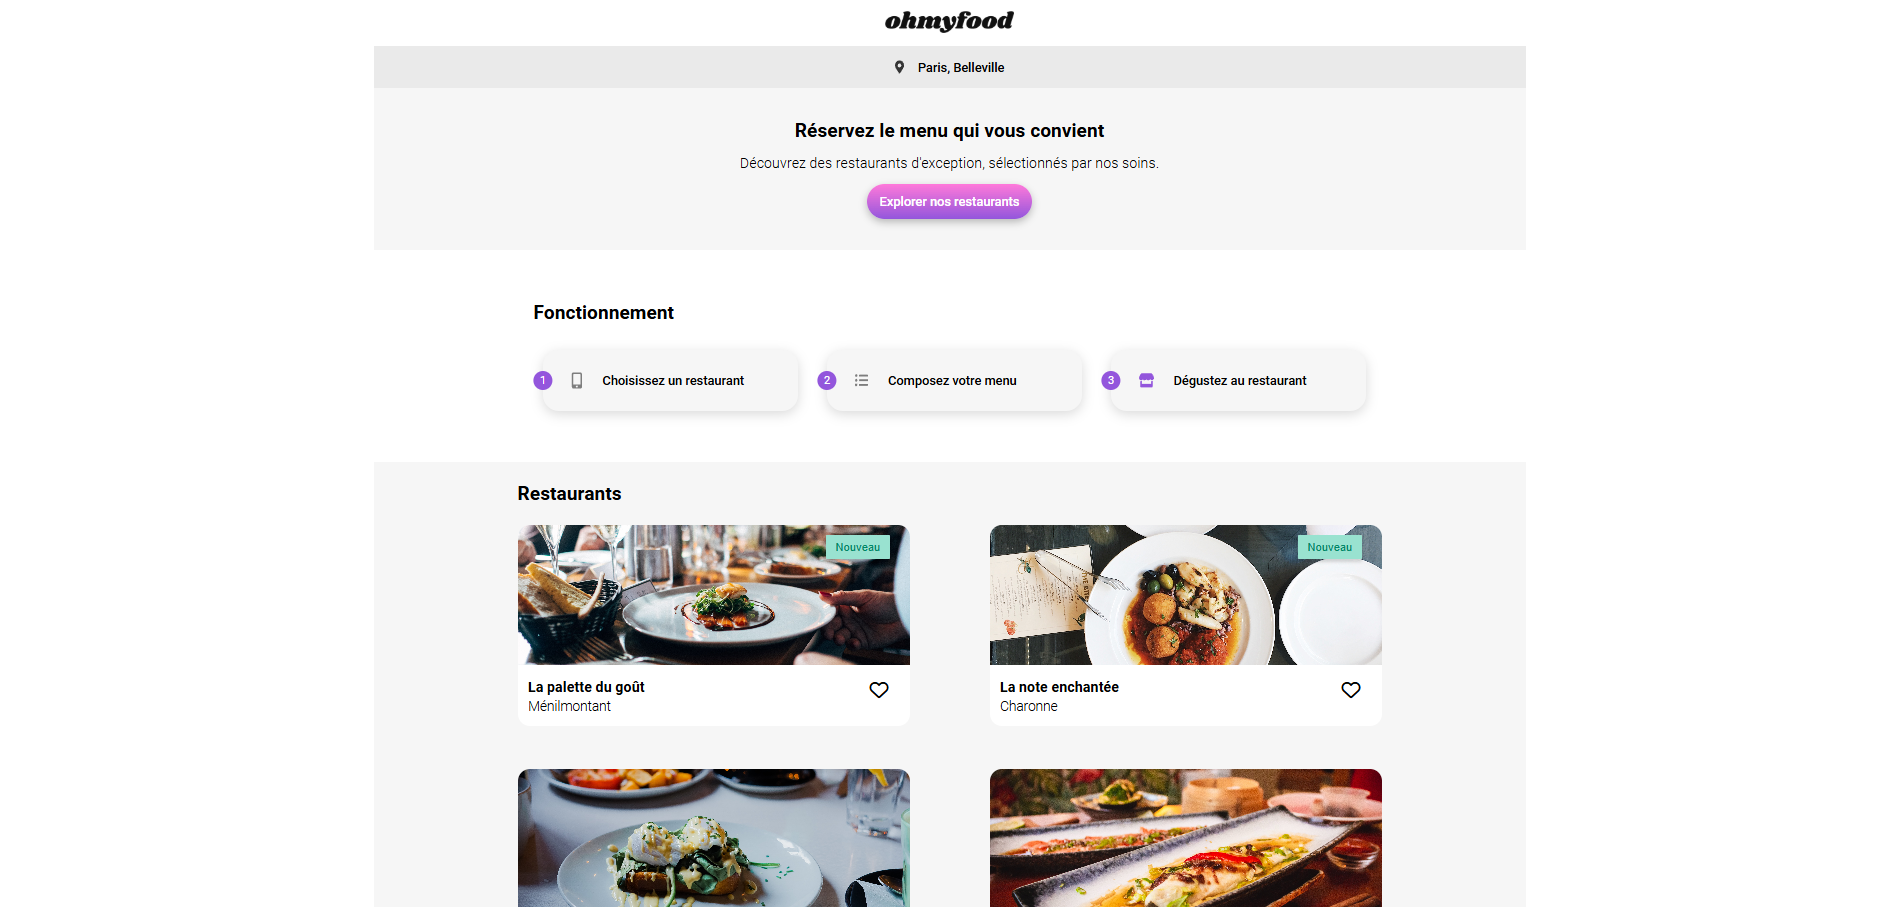 ohmyfood
Paris, Belleville
Réservez le menu qui vous convient
Découvrez des restaurants d'exception, sélectionnés par nos soins.
Explorer nos restaurants
Fonctionnement
1 Choisissez un restaurant
2 Composez votre menu
3 Dégustez au restaurant
Restaurants
Nouveau
La palette du goût
Ménilmontant
Nouveau
La note enchantée
Charonne